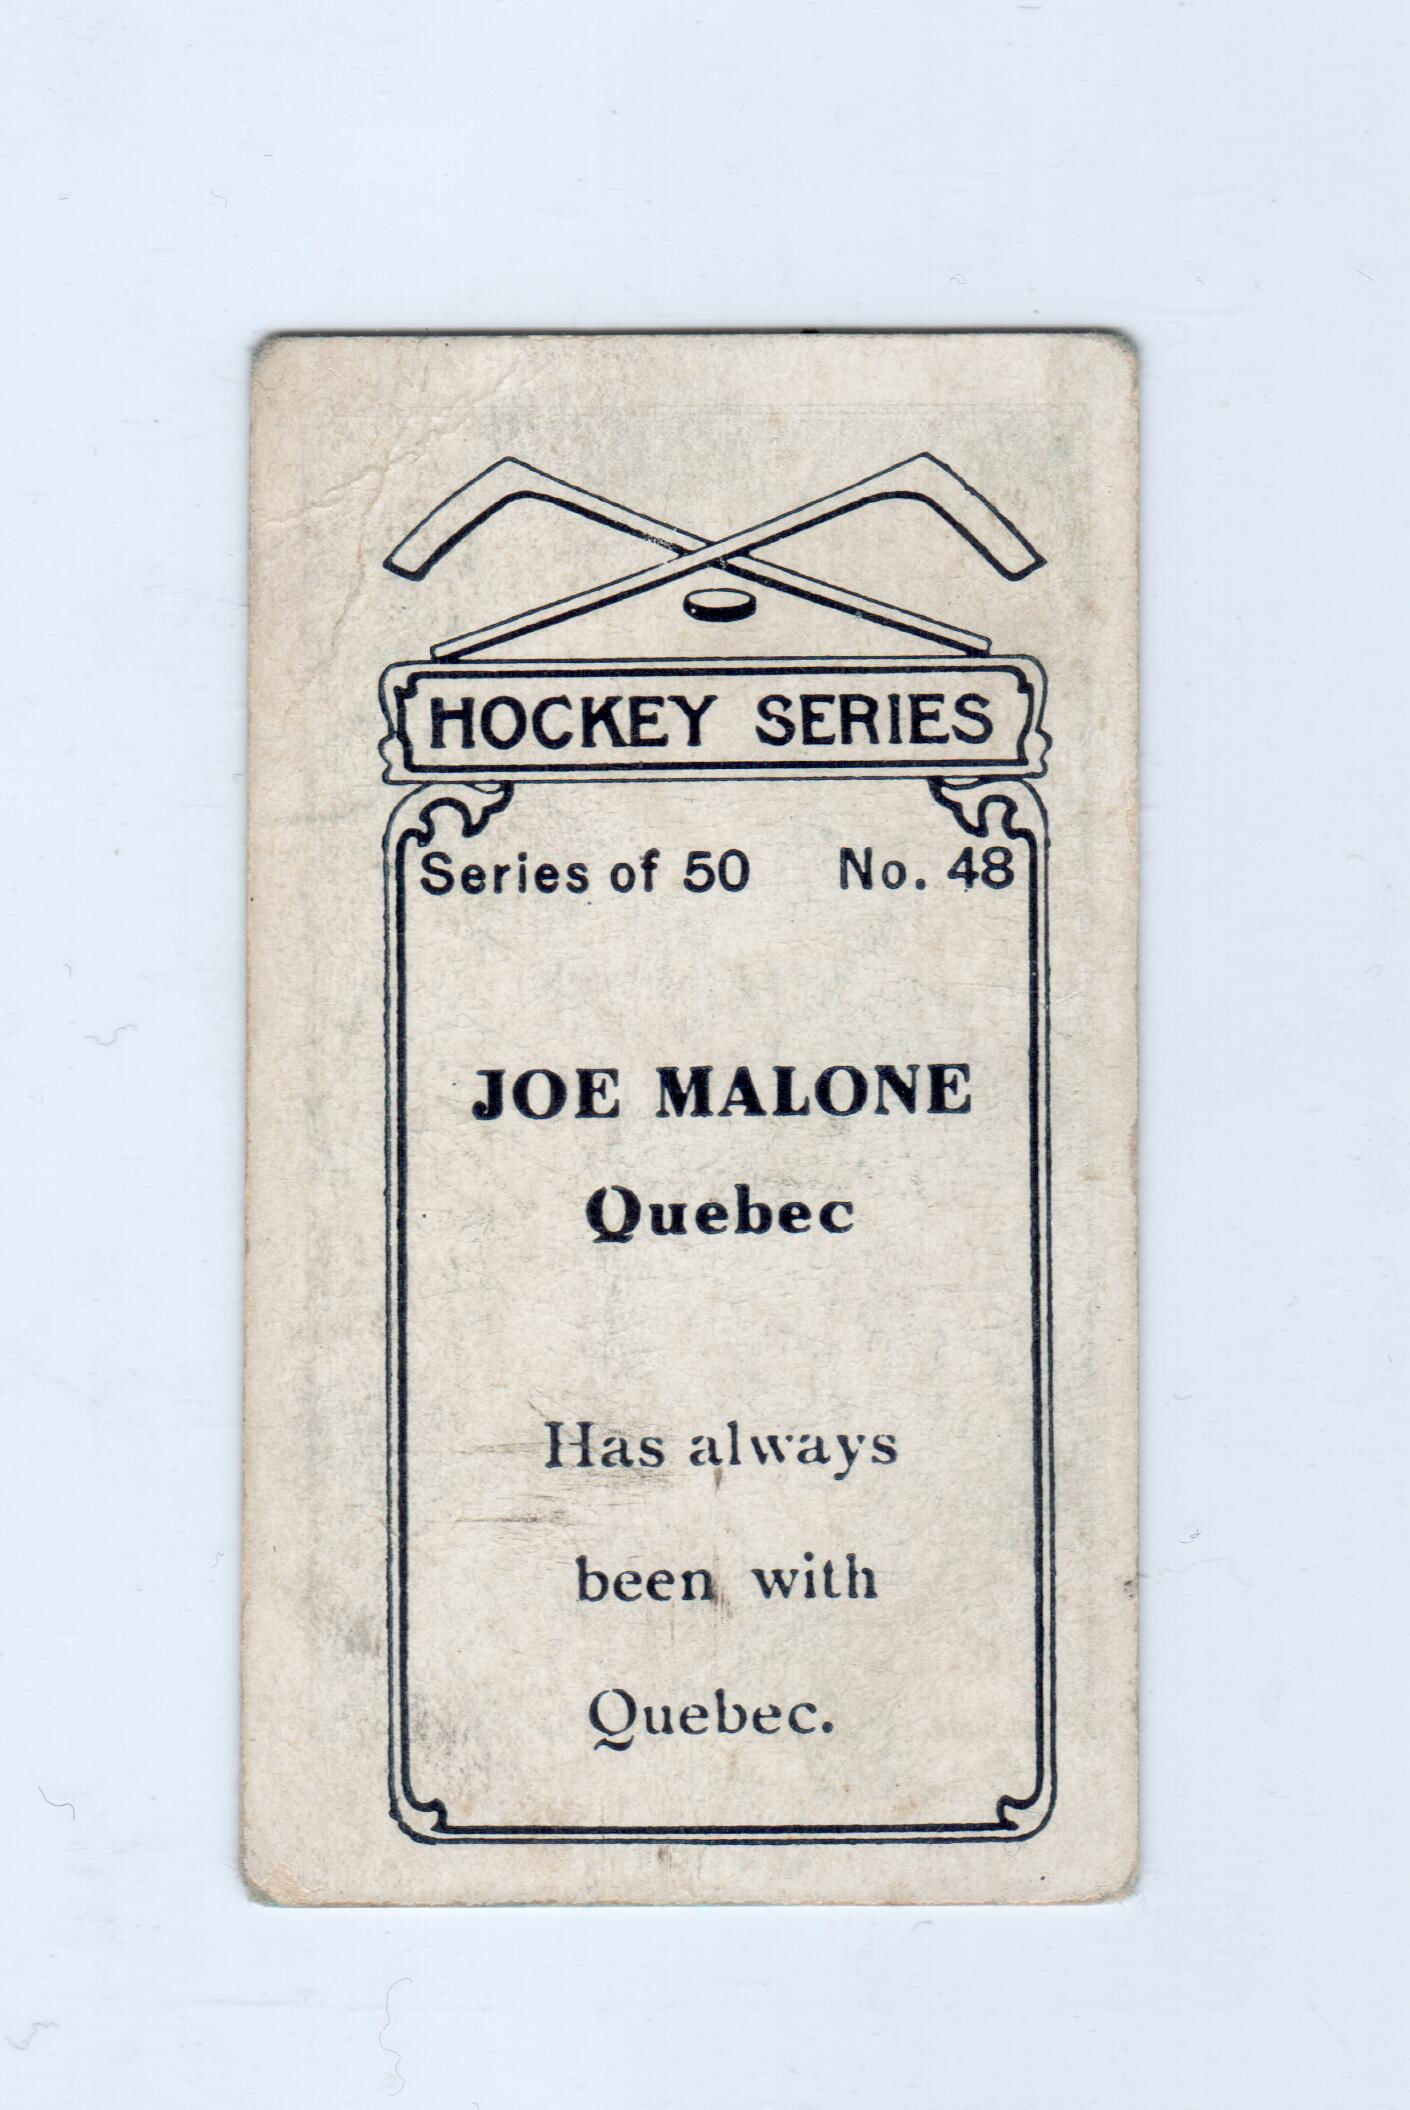 HOCKEY SERIES
Series of 50 No. 48
JOE MALONE
Quebec
Has always
been with
Quebec.